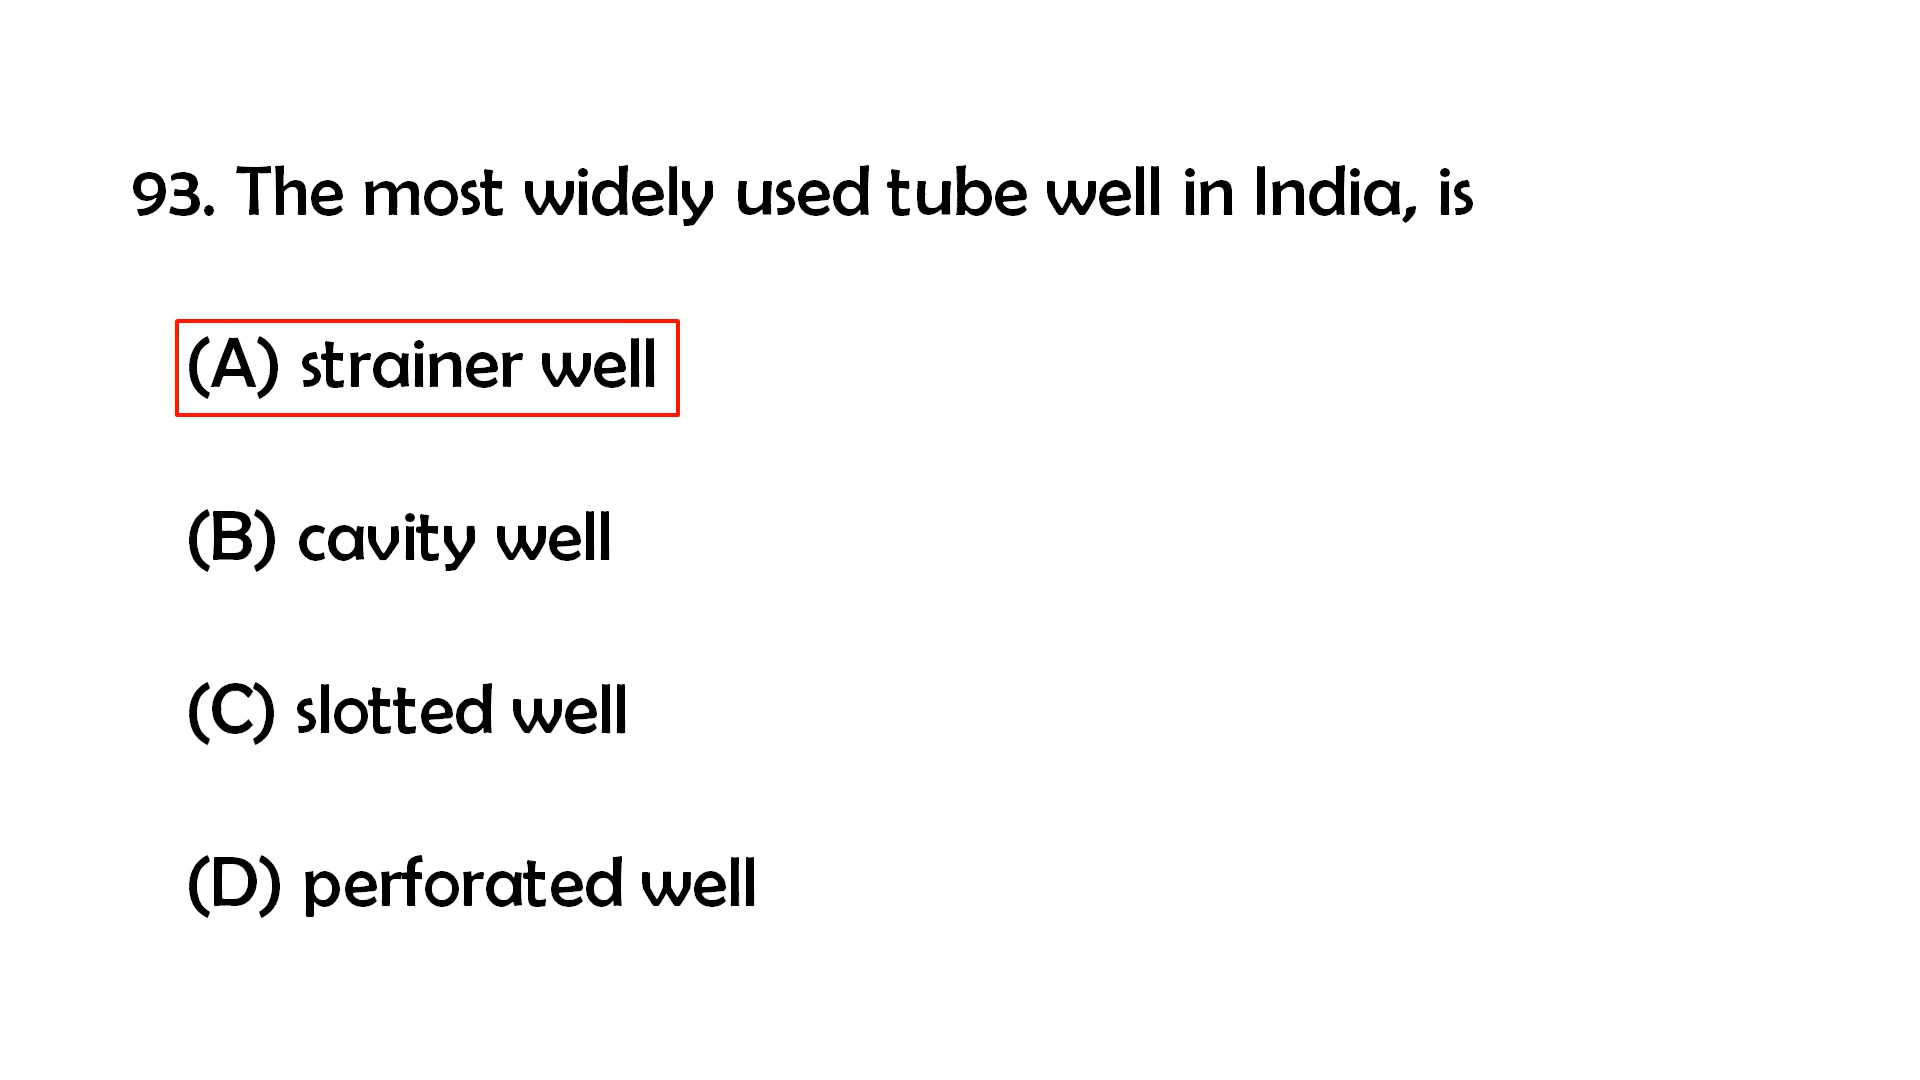 93. The most widely used tube well in India, is
(A) strainer well
(B) cavity well
(C) slotted well
(D) perforated well